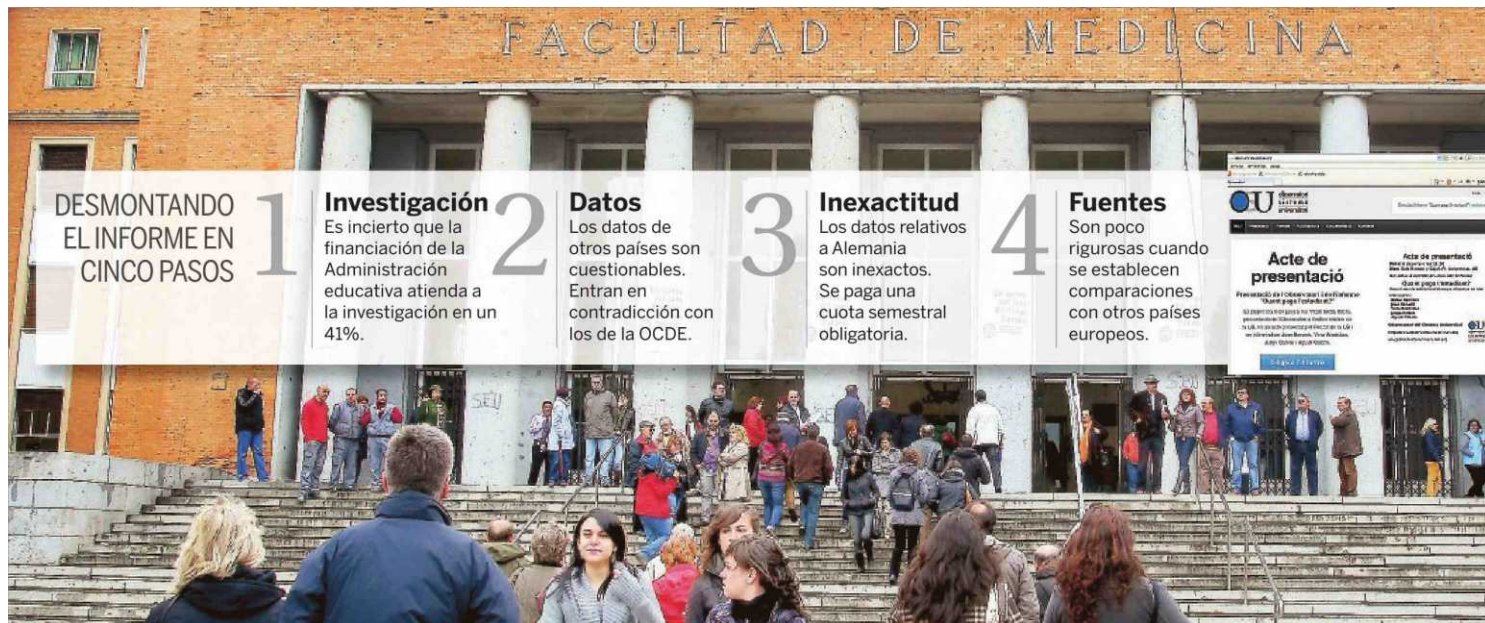 FACULTAD DE MEDICINA
DESMONTANDO
EL INFORME EN
CINCO PASOS
1
Investigación
Es incierto que la
financiación de la
Administración
educativa atienda a
la investigación en un
41%.
2
Datos
Los datos de
otros países son
cuestionables.
Entran en
contradicción con
los de la OCDE.
3
Inexactitud
Los datos relativos
a Alemania
son inexactos.
Se paga una
cuota semestral
obligatoria.
4
Fuentes
Son poco
rigurosas cuando
se establecen
comparaciones
con otros países
europeos.
OU
Acte de
presentació
Acte de presentació
SEU
SEU